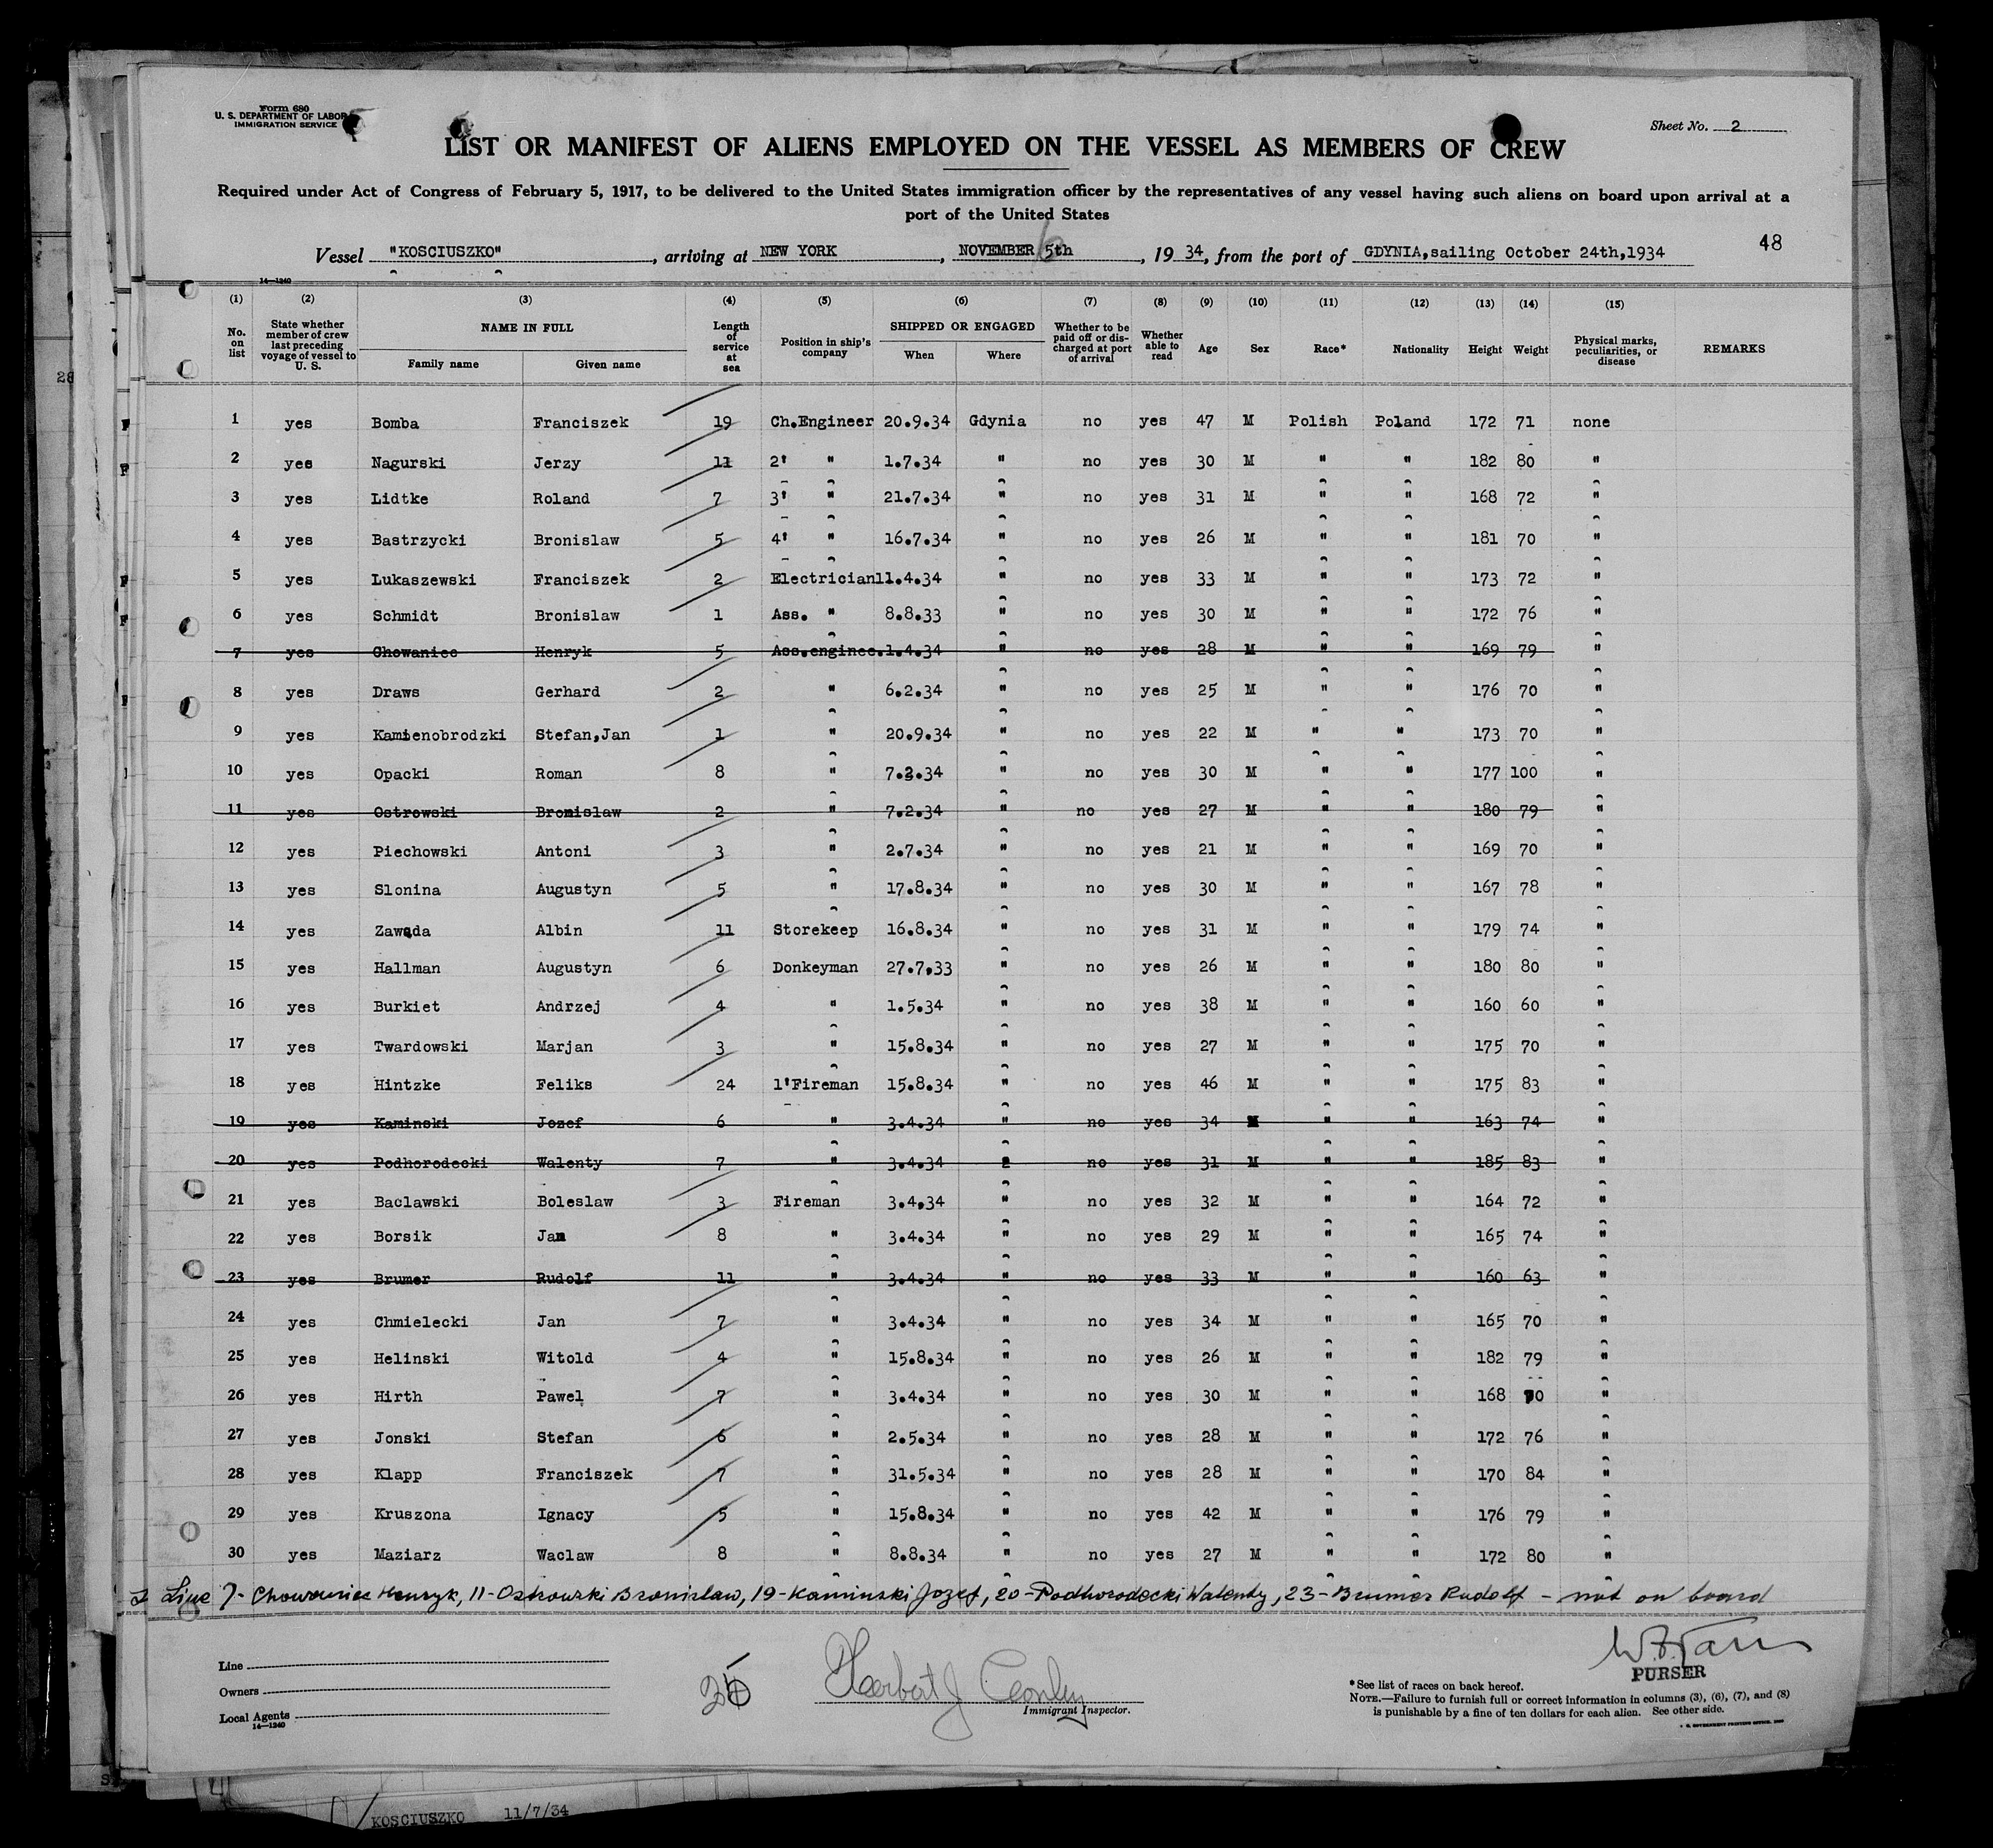 Form 680
U. S. DEPARTMENT OF LABOR
IMMIGRATION SERVICE
Sheet No. 2
LIST OR MANIFEST OF ALIENS EMPLOYED ON THE VESSEL AS MEMBERS OF CREW
Required under Act of Congress of February 5, 1917, to be delivered to the United States immigration officer by the representatives of any vessel having such aliens on board upon arrival at a
port of the United States
Vessel "KOSCIUSZKO", arriving at NEW YORK, NOVEMBER 5th, 19 34, from the port of GDYNIA,sailing October 24th,1934
48
14—1240
(1) (2) (3) (4) (5) (6) (7) (8) (9) (10) (11) (12) (13) (14) (15)
No. on list State whether member of crew last preceding voyage of vessel to U. S. NAME IN FULL Family name Given name Length of service at sea Position in ship's company SHIPPED OR ENGAGED When Where Whether to be paid off or discharged at port of arrival Whether able to read Age Sex Race* Nationality Height Weight Physical marks, peculiarities, or disease REMARKS
1 yes Bomba Franciszek 19 Ch.Engineer 20.9.34 Gdynia no yes 47 M Polish Poland 172 71 none
2 yes Nagurski Jerzy 11 2' " 1.7.34 " no yes 30 M " " 182 80 "
3 yes Lidtke Roland 7 3' " 21.7.34 " no yes 31 M " " 168 72 "
4 yes Bastrzycki Bronislaw 5 4' " 16.7.34 " no yes 26 M " " 181 70 "
5 yes Lukaszewski Franciszek 2 Electrician11.4.34 " no yes 33 M " " 173 72 "
6 yes Schmidt Bronislaw 1 Ass. " 8.8.33 " no yes 30 M " " 172 76 "
7 yes Chowaniec Henryk 5 Ass.enginee.1.4.34 " no yes 28 M " " 169 79 "
8 yes Draws Gerhard 2 " 6.2.34 " no yes 25 M " " 176 70 "
9 yes Kamienobrodzki Stefan,Jan 1 " 20.9.34 " no yes 22 M " " 173 70 "
10 yes Opacki Roman 8 " 7.2.34 " no yes 30 M " " 177 100 "
11 yes Ostrowski Bronislaw 2 " 7.2.34 " no yes 27 M " " 180 79 "
12 yes Piechowski Antoni 3 " 2.7.34 " no yes 21 M " " 169 70 "
13 yes Slonina Augustyn 5 " 17.8.34 " no yes 30 M " " 167 78 "
14 yes Zawada Albin 11 Storekeep 16.8.34 " no yes 31 M " " 179 74 "
15 yes Hallman Augustyn 6 Donkeyman 27.7.33 " no yes 26 M " " 180 80 "
16 yes Burkiet Andrzej 4 " 1.5.34 " no yes 38 M " " 160 60 "
17 yes Twardowski Marjan 3 " 15.8.34 " no yes 27 M " " 175 70 "
18 yes Hintzke Feliks 24 1'Fireman 15.8.34 " no yes 46 M " " 175 83 "
19 yes Kaminski Jozef 6 " 3.4.34 " no yes 34 M " " 163 74 "
20 yes Podhorodecki Walenty 7 " 3.4.34 no yes 31 M " " 185 83 "
21 yes Baclawski Boleslaw 3 Fireman 3.4.34 " no yes 32 M " " 164 72 "
22 yes Borsik Jan 8 " 3.4.34 " no yes 29 M " " 165 74 "
23 yes Brumer Rudolf 11 " 3.4.34 " no yes 33 M " " 160 63 "
24 yes Chmielecki Jan 7 " 3.4.34 " no yes 34 M " " 165 70 "
25 yes Helinski Witold 4 " 15.8.34 " no yes 26 M " " 182 79 "
26 yes Hirth Pawel 7 " 3.4.34 " no yes 30 M " " 168 70 "
27 yes Jonski Stefan 6 " 2.5.34 " no yes 28 M " " 172 76 "
28 yes Klapp Franciszek 7 " 31.5.34 " no yes 28 M " " 170 84 "
29 yes Kruszona Ignacy 5 " 15.8.34 " no yes 42 M " " 176 79 "
30 yes Maziarz Waclaw 8 " 8.8.34 " no yes 27 M " " 172 80 "
Line 7- Chowaniec Henryk, 11-Ostrowski Bronislaw, 19-Kaminski Jozef, 20-Podhorodecki Walenty, 23-Brumer Rudolf - not on board
PURSER
Line
Owners
Local Agents
14—1240
25
Herbert J Conley
Immigrant Inspector.
*See list of races on back hereof.
NOTE.—Failure to furnish full or correct information in columns (3), (6), (7), and (8)
is punishable by a fine of ten dollars for each alien. See other side.
KOSCIUSZKO 11/7/34